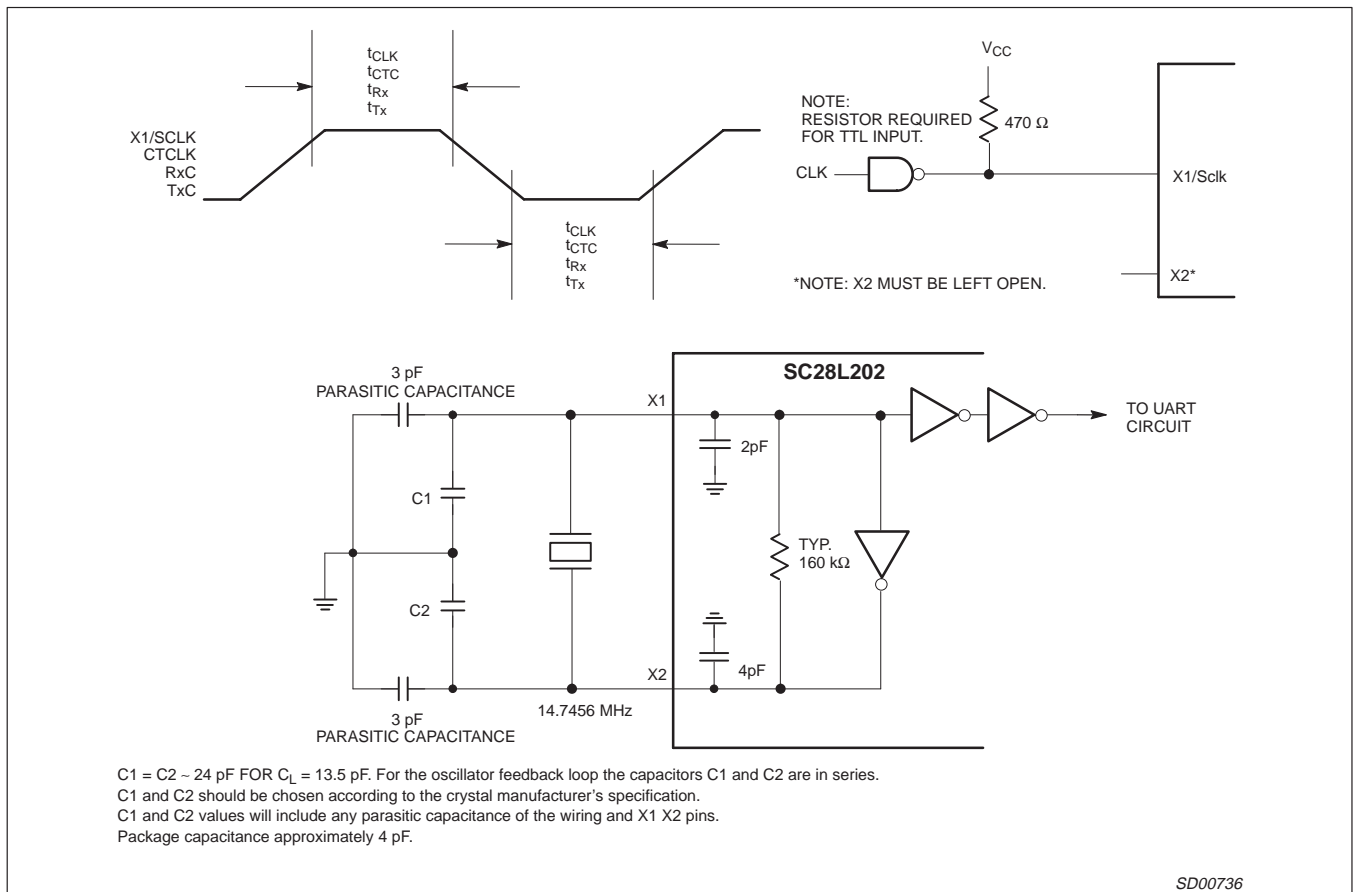 tCLK
tCTC
tRx
tTx
X1/SCLK
CTCLK
RxC
TxC
tCLK
tCTC
tRx
tTx
VCC
NOTE:
RESISTOR REQUIRED
FOR TTL INPUT.
470 Ω
CLK
X1/Sclk
*NOTE: X2 MUST BE LEFT OPEN.
X2*
3 pF
PARASITIC CAPACITANCE
SC28L202
X1
TO UART
CIRCUIT
2pF
C1
TYP.
160 kΩ
C2
4pF
X2
3 pF
PARASITIC CAPACITANCE
14.7456 MHz
C1 = C2 ~ 24 pF FOR CL = 13.5 pF. For the oscillator feedback loop the capacitors C1 and C2 are in series.
C1 and C2 should be chosen according to the crystal manufacturer's specification.
C1 and C2 values will include any parasitic capacitance of the wiring and X1 X2 pins.
Package capacitance approximately 4 pF.
SD00736